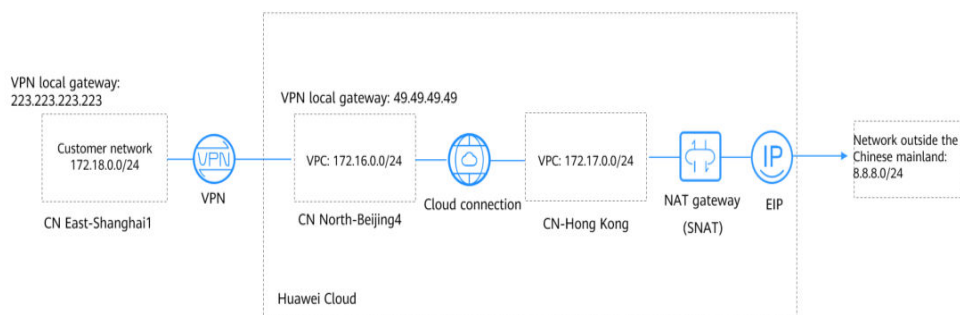 VPN local gateway:
223.223.223.223
Customer network
172.18.0.0/24
CN East-Shanghai1
VPN
VPN
VPN local gateway: 49.49.49.49
VPC: 172.16.0.0/24
CN North-Beijing4
Cloud connection
VPC: 172.17.0.0/24
CN-Hong Kong
NAT gateway
(SNAT)
IP
EIP
Network outside the
Chinese mainland:
8.8.8.0/24
Huawei Cloud